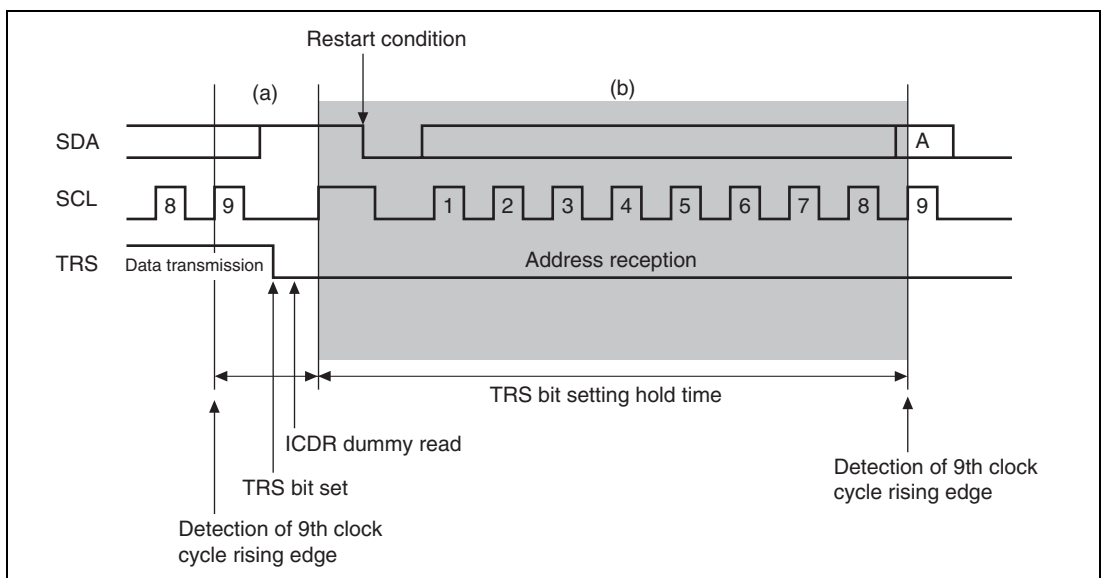 Restart condition
(a)
(b)
SDA
A
SCL
8
9
1
2
3
4
5
6
7
8
9
TRS
Data transmission
Address reception
TRS bit setting hold time
ICDR dummy read
TRS bit set
Detection of 9th clock
cycle rising edge
Detection of 9th clock
cycle rising edge